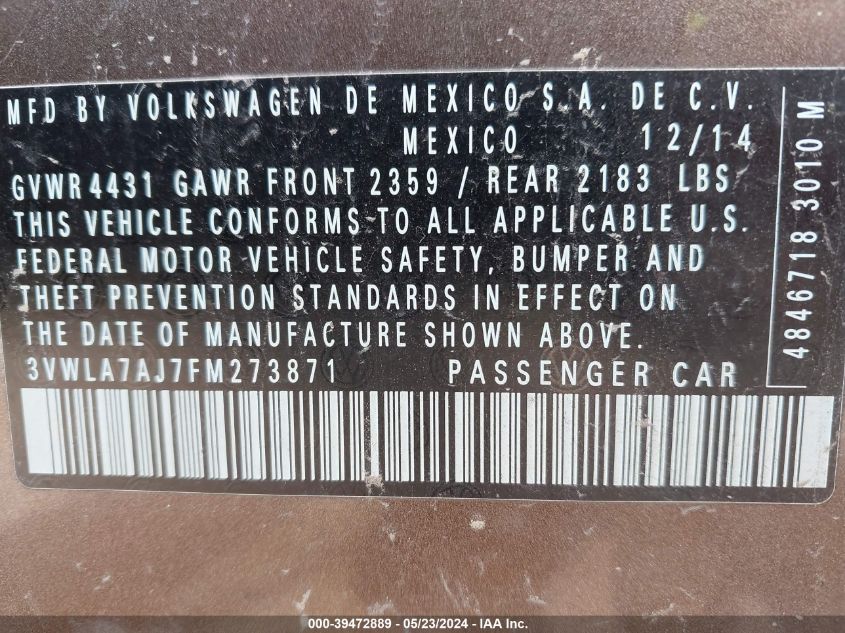 MFD BY VOLKSWAGEN DE MEXICO S.A. DE C.V.
MEXICO 12/14
GVWR 4431 GAWR FRONT 2359 / REAR 2183 LBS
THIS VEHICLE CONFORMS TO ALL APPLICABLE U.S.
FEDERAL MOTOR VEHICLE SAFETY, BUMPER AND
THEFT PREVENTION STANDARDS IN EFFECT ON
THE DATE OF MANUFACTURE SHOWN ABOVE.
3VWLA7AJ7FM273871 PASSENGER CAR
4846718 3010 M
000-39472889 - 05/23/2024 - IAA Inc.